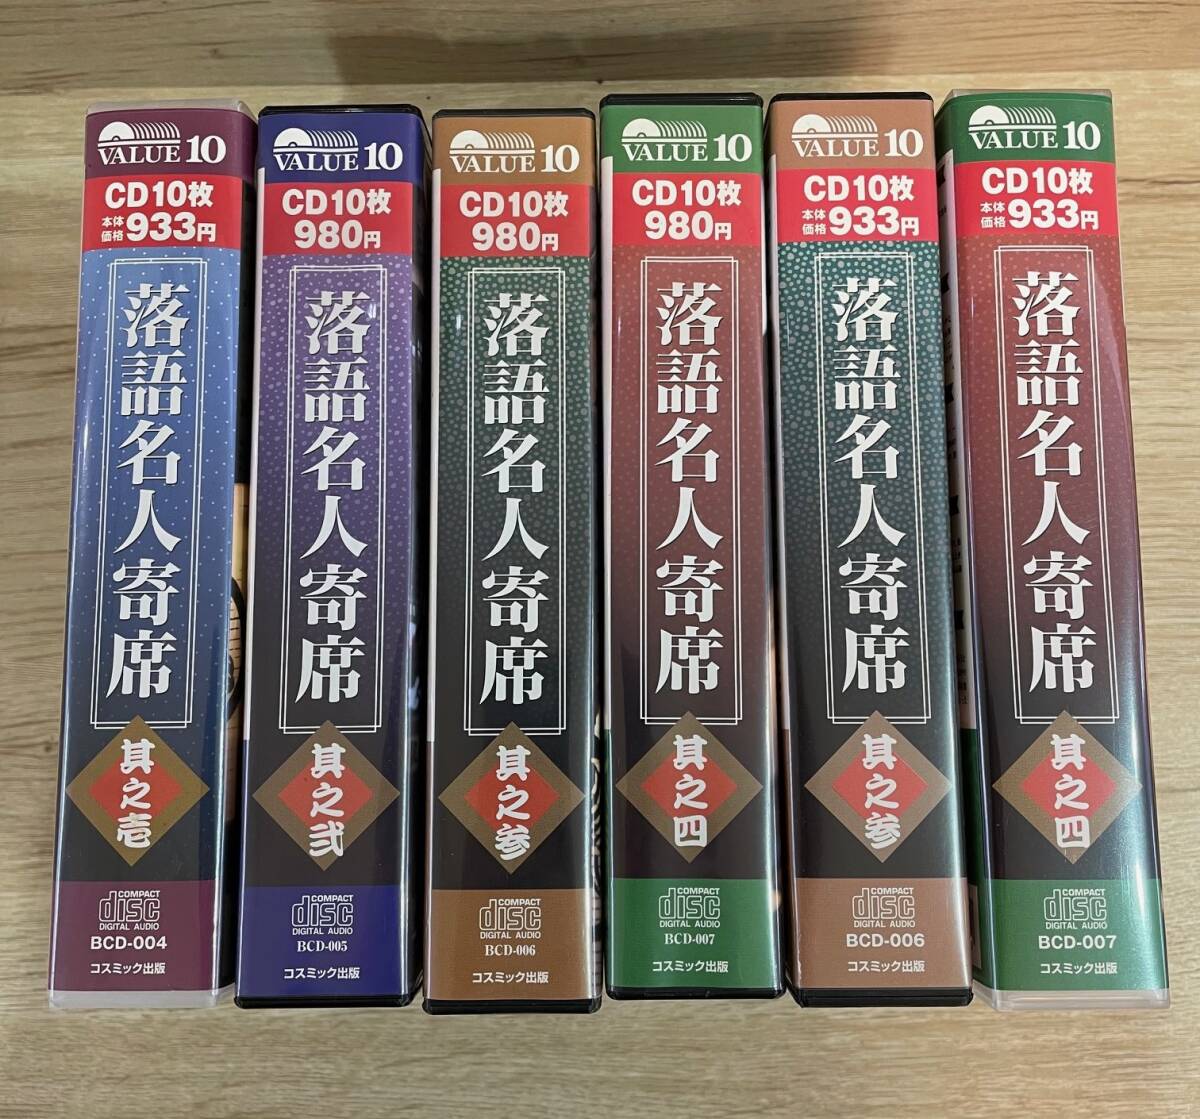 VALUE 10
CD10枚
本体価格 933円
落語名人寄席
其之壱
COMPACT
disc
DIGITAL AUDIO
BCD-004
コスミック出版
VALUE 10
CD10枚
980円
落語名人寄席
其之弐
COMPACT
disc
DIGITAL AUDIO
BCD-005
コスミック出版
VALUE 10
CD10枚
980円
落語名人寄席
其之参
COMPACT
disc
DIGITAL AUDIO
BCD-006
コスミック出版
VALUE 10
CD10枚
980円
落語名人寄席
其之四
COMPACT
disc
DIGITAL AUDIO
BCD-007
コスミック出版
VALUE 10
CD10枚
本体価格 933円
落語名人寄席
其之参
COMPACT
disc
DIGITAL AUDIO
BCD-006
コスミック出版
VALUE 10
CD10枚
本体価格 933円
落語名人寄席
其之四
COMPACT
disc
DIGITAL AUDIO
BCD-007
コスミック出版